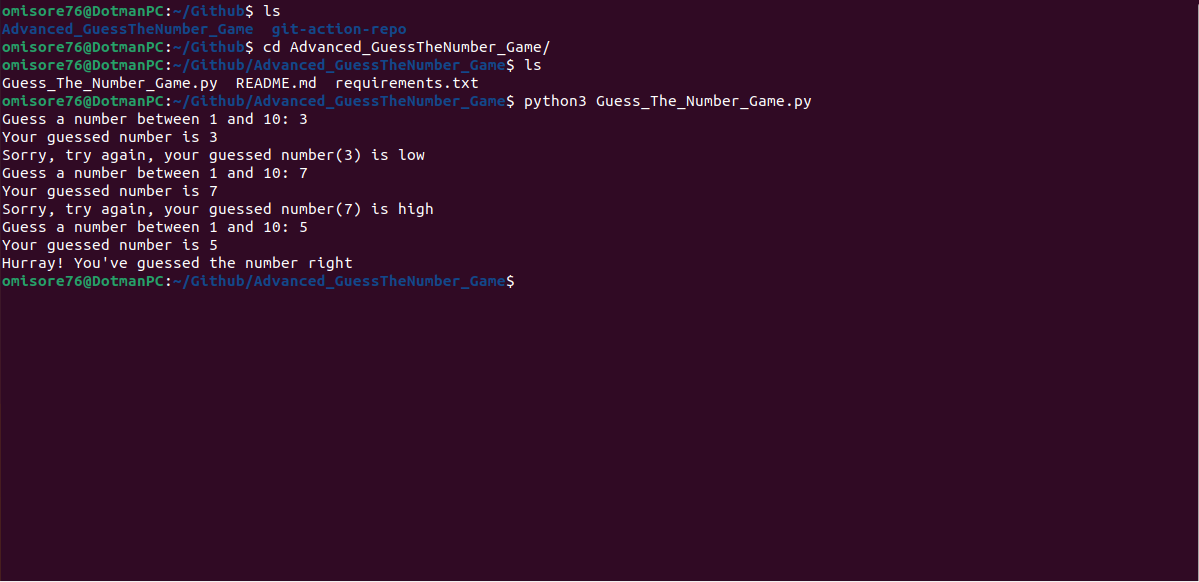 omisore76@DotmanPC:~/Github$ ls
Advanced_GuessTheNumber_Game  git-action-repo
omisore76@DotmanPC:~/Github$ cd Advanced_GuessTheNumber_Game/
omisore76@DotmanPC:~/Github/Advanced_GuessTheNumber_Game$ ls
Guess_The_Number_Game.py  README.md  requirements.txt
omisore76@DotmanPC:~/Github/Advanced_GuessTheNumber_Game$ python3 Guess_The_Number_Game.py
Guess a number between 1 and 10: 3
Your guessed number is 3
Sorry, try again, your guessed number(3) is low
Guess a number between 1 and 10: 7
Your guessed number is 7
Sorry, try again, your guessed number(7) is high
Guess a number between 1 and 10: 5
Your guessed number is 5
Hurray! You've guessed the number right
omisore76@DotmanPC:~/Github/Advanced_GuessTheNumber_Game$